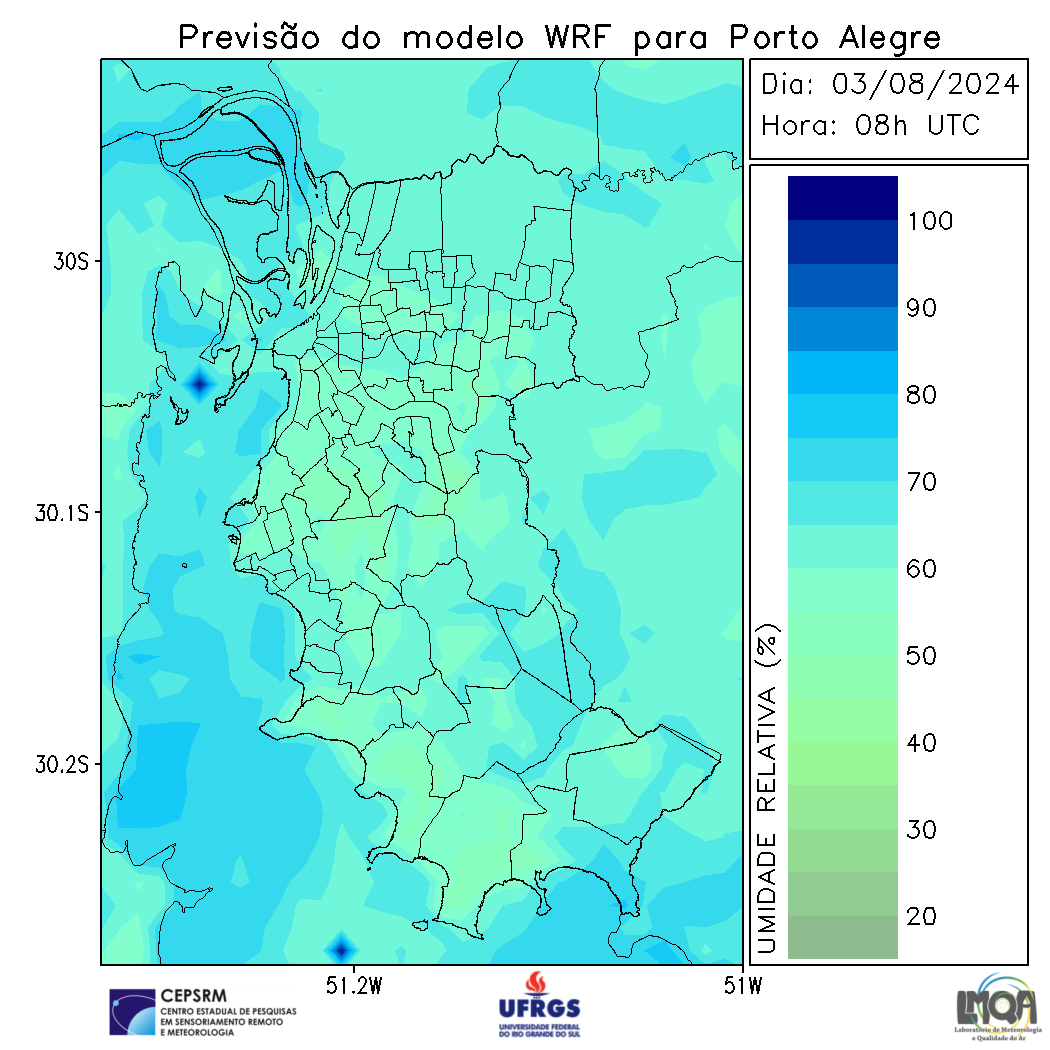 Previsão do modelo WRF para Porto Alegre
Dia: 03/08/2024
Hora: 08h UTC
30S
30.1S
30.2S
51.2W
51W
100
90
80
70
60
50
40
30
20
UMIDADE RELATIVA (%)
CEPSRM
CENTRO ESTADUAL DE PESQUISAS
EM SENSORIAMENTO REMOTO
E METEOROLOGIA
UFRGS
UNIVERSIDADE FEDERAL
DO RIO GRANDE DO SUL
LMQA
Laboratório de Meteorologia
e Qualidade do Ar